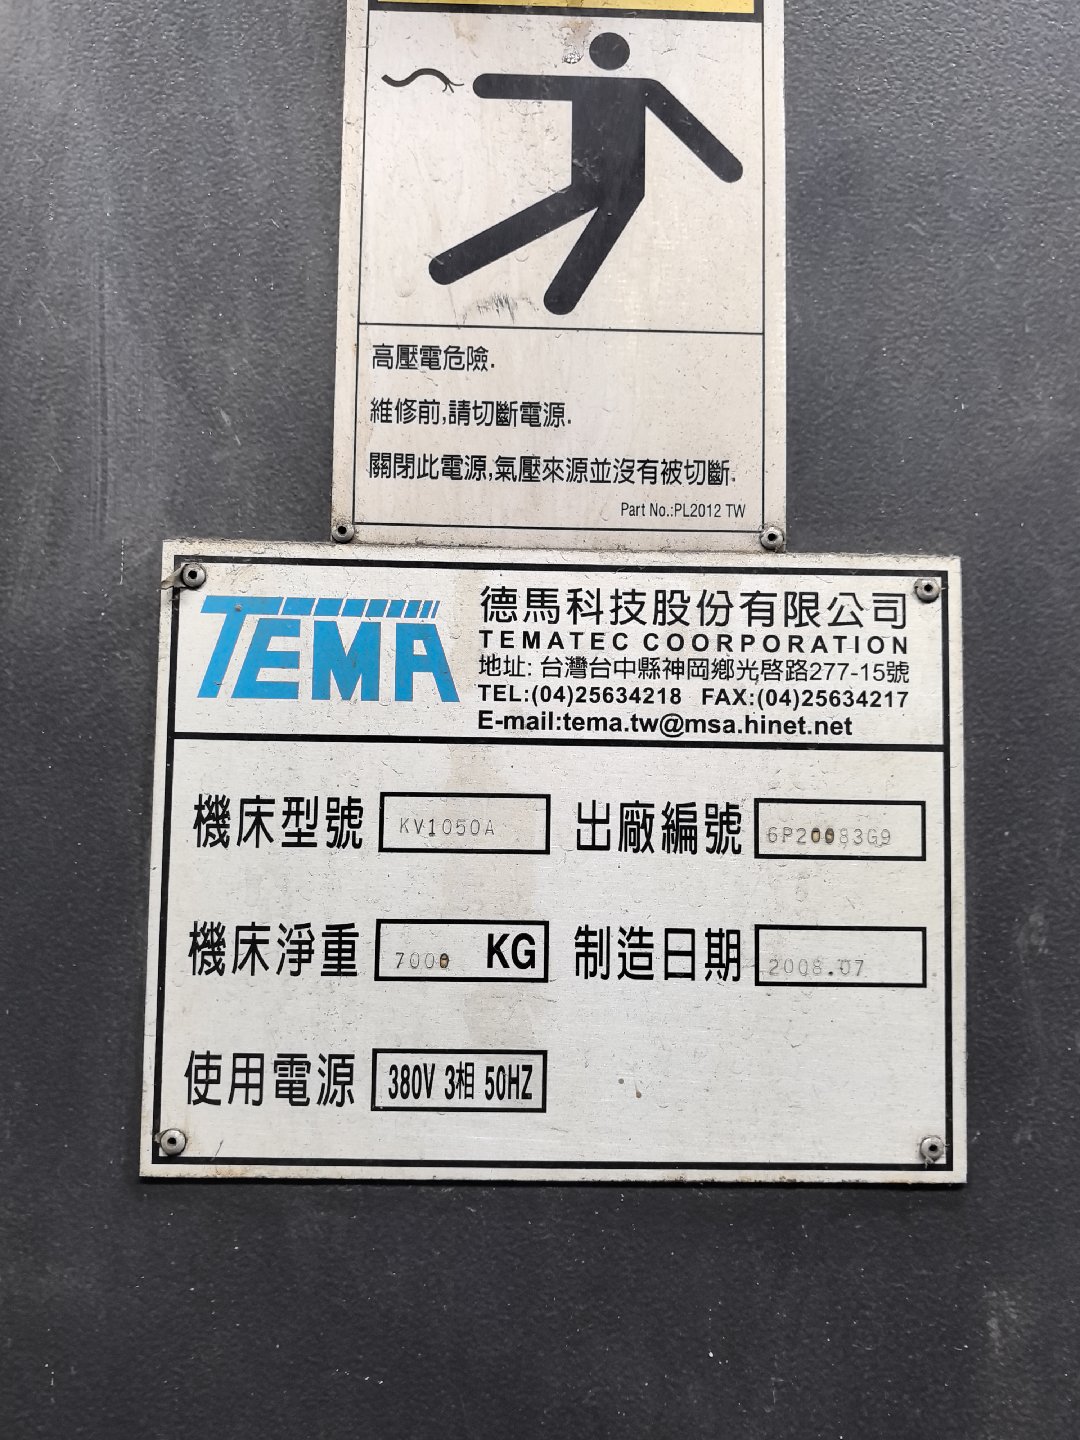 高壓電危險.
維修前,請切斷電源.
關閉此電源,氣壓來源並沒有被切斷.
Part No.:PL2012 TW
TEMA
德馬科技股份有限公司
TEMATEC COORPORATION
地址: 台灣台中縣神岡鄉光啓路277-15號
TEL:(04)25634218 FAX:(04)25634217
E-mail:tema.tw@msa.hinet.net
機床型號 KV1050A 出廠編號 6P20083G9
機床淨重 7000 KG 制造日期 2008.07
使用電源 380V 3相 50HZ